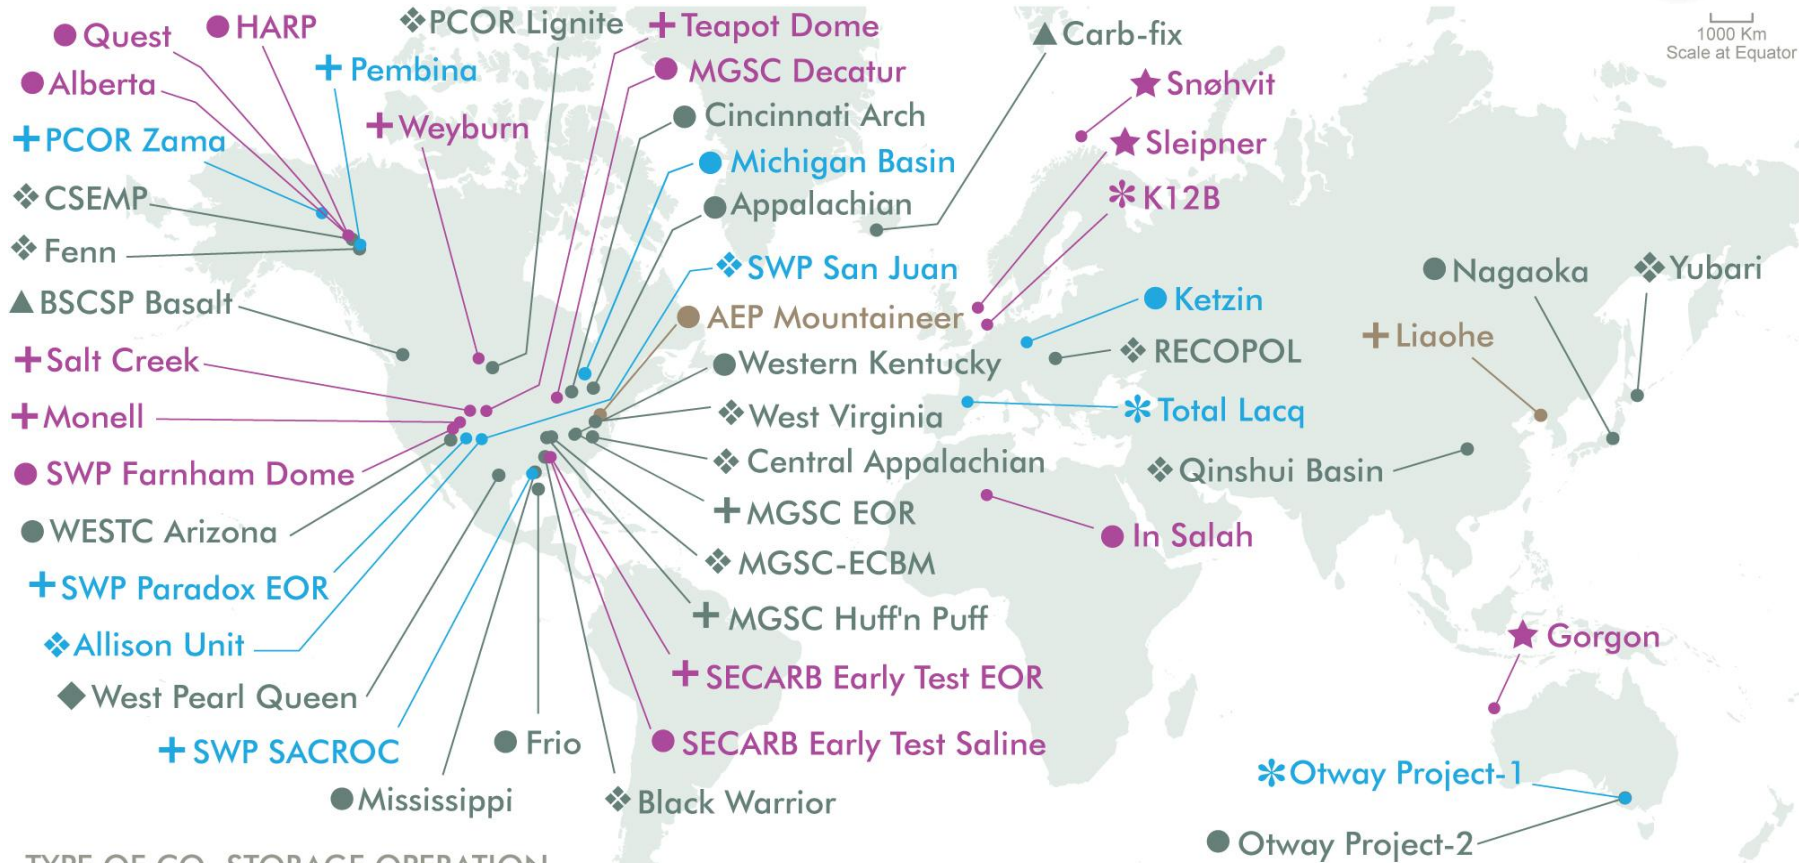 Quest
HARP
PCOR Lignite
Teapot Dome
Carb-fix
1000 Km
Scale at Equator
Alberta
Pembina
MGSC Decatur
Snøhvit
PCOR Zama
Weyburn
Cincinnati Arch
Sleipner
Michigan Basin
CSEMP
Appalachian
K12B
Fenn
SWP San Juan
Nagaoka
Yubari
BSCSP Basalt
AEP Mountaineer
Ketzin
Liaohe
Salt Creek
Western Kentucky
RECOPOL
Monell
West Virginia
Total Lacq
SWP Farnham Dome
Central Appalachian
Qinshui Basin
WESTC Arizona
MGSC EOR
In Salah
SWP Paradox EOR
MGSC-ECBM
Allison Unit
MGSC Huff'n Puff
Gorgon
West Pearl Queen
SECARB Early Test EOR
SWP SACROC
Frio
SECARB Early Test Saline
Otway Project-1
Mississippi
Black Warrior
Otway Project-2
TYPE OF CO₂ STORAGE OPERATION